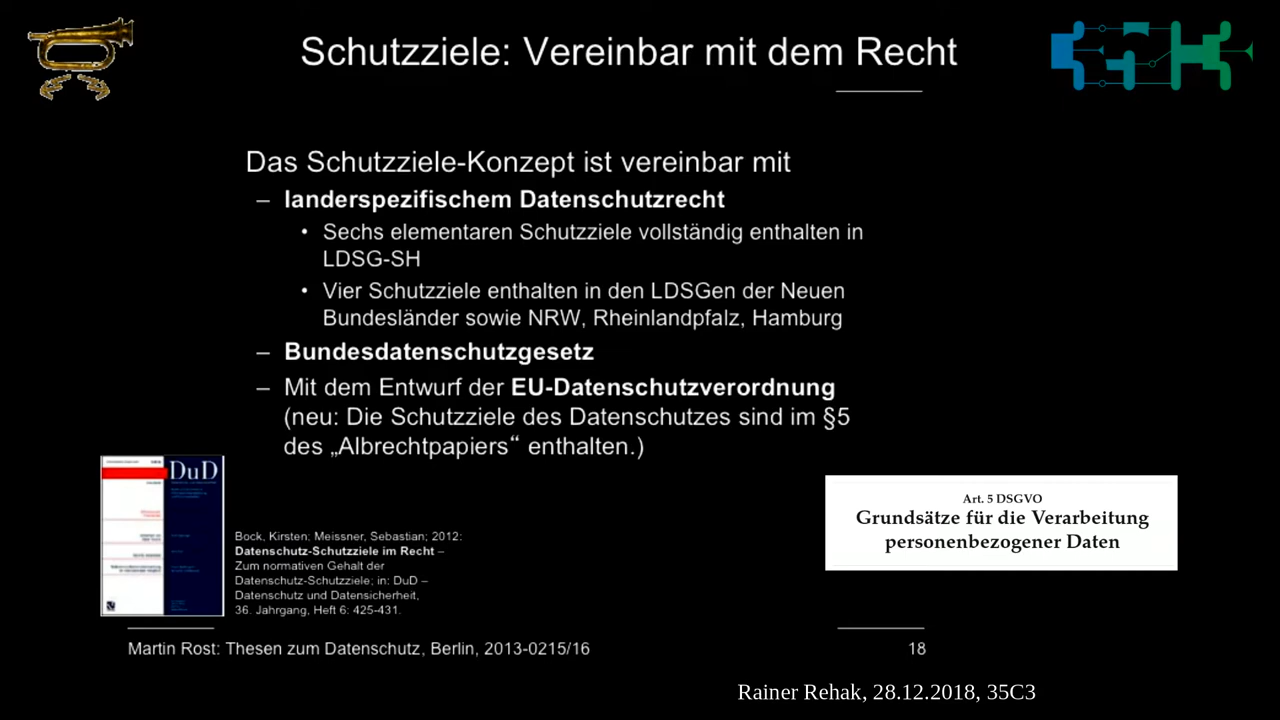 Schutzziele: Vereinbar mit dem Recht
Das Schutzziele-Konzept ist vereinbar mit
– landerspezifischem Datenschutzrecht
• Sechs elementaren Schutzziele vollständig enthalten in
LDSG-SH
• Vier Schutzziele enthalten in den LDSGen der Neuen
Bundesländer sowie NRW, Rheinlandpfalz, Hamburg
– Bundesdatenschutzgesetz
– Mit dem Entwurf der EU-Datenschutzverordnung
(neu: Die Schutzziele des Datenschutzes sind im §5
des „Albrechtpapiers“ enthalten.)
DuD
Bock, Kirsten; Meissner, Sebastian; 2012:
Datenschutz-Schutzziele im Recht –
Zum normativen Gehalt der
Datenschutz-Schutzziele; in: DuD –
Datenschutz und Datensicherheit,
36. Jahrgang, Heft 6: 425-431.
Art. 5 DSGVO
Grundsätze für die Verarbeitung
personenbezogener Daten
Martin Rost: Thesen zum Datenschutz, Berlin, 2013-0215/16
18
Rainer Rehak, 28.12.2018, 35C3